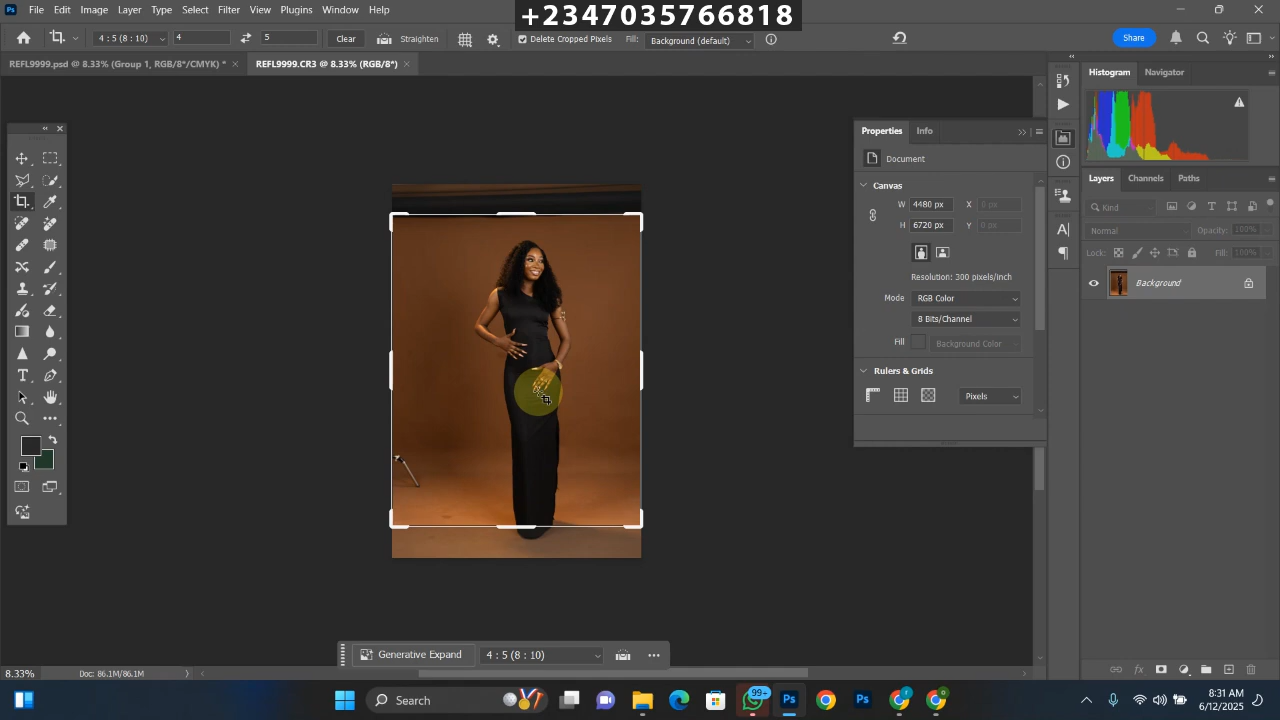 File Edit Image Layer Type Select Filter View Plugins Window Help
+2347035766818
4 : 5 (8 : 10) 4 5 Clear Straighten Delete Cropped Pixels Fill: Background (default) Share
REFL9999.psd @ 8.33% (Group 1, RGB/8*/CMYK) * × REFL9999.CR3 @ 8.33% (RGB/8*) ×
Histogram Navigator
Properties Info
Document
Canvas
W 4480 px X 0 px
H 6720 px Y 0 px
Resolution: 300 pixels/inch
Mode RGB Color
8 Bits/Channel
Fill Background Color
Rulers & Grids
Pixels
Layers Channels Paths
Kind
Normal Opacity: 100%
Lock: Fill: 100%
Background
Generative Expand 4 : 5 (8 : 10)
8.33% Doc: 86.1M/86.1M
Search
99+
8:31 AM
6/12/2025